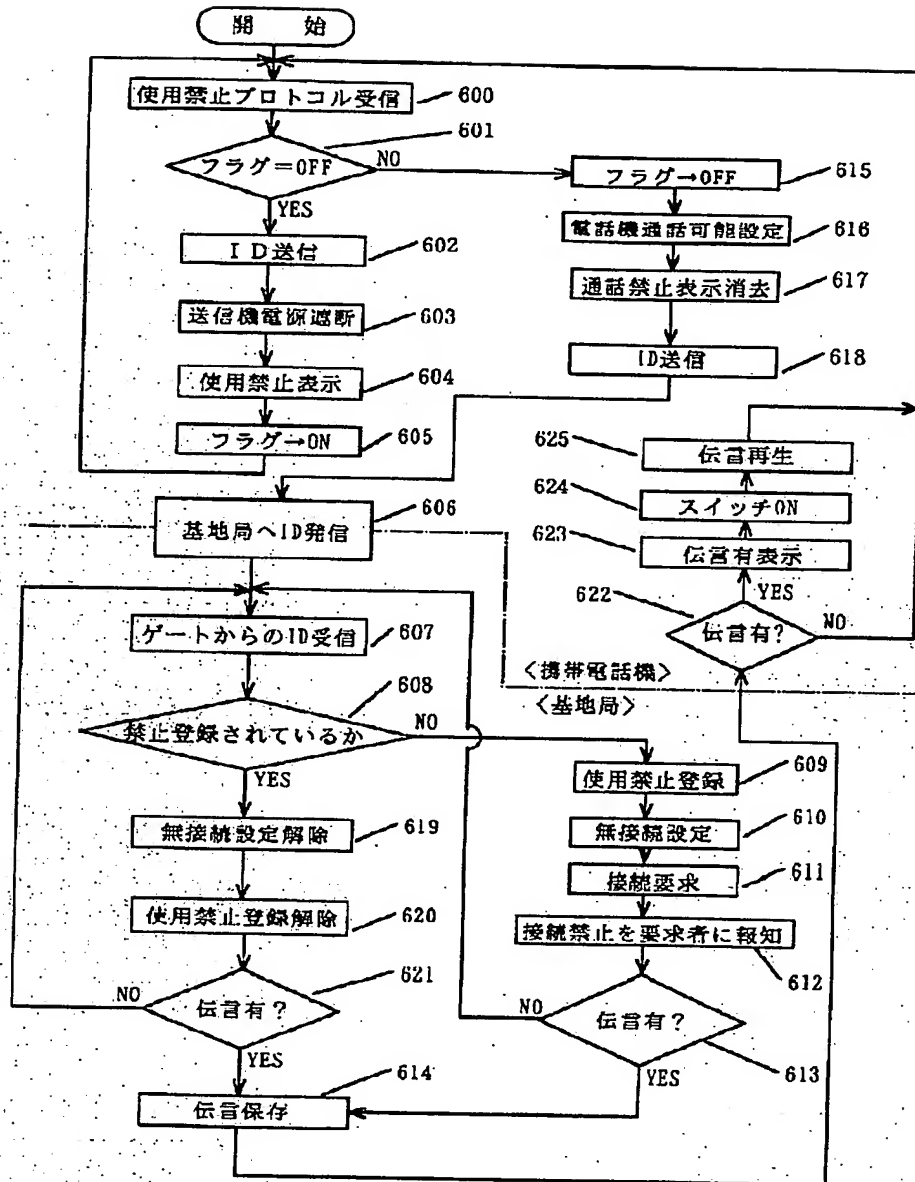 開 始
使用禁止プロトコル受信
600
601
フラグ=OFF
NO
YES
フラグ→OFF
615
ID送信
602
電話機通話可能設定
616
送信機電源遮断
603
通話禁止表示消去
617
使用禁止表示
604
ID送信
618
フラグ→ON
605
625
伝言再生
606
基地局へID発信
624
スイッチON
623
伝言有表示
622
YES
伝言有?
NO
ゲートからのID受信
607
<携帯電話機>
<基地局>
608
禁止登録されているか
NO
YES
使用禁止登録
609
無接続設定解除
619
無接続設定
610
接続要求
611
使用禁止登録解除
620
接続禁止を要求者に報知
612
621
NO
伝言有?
YES
NO
伝言有?
YES
613
614
伝言保存